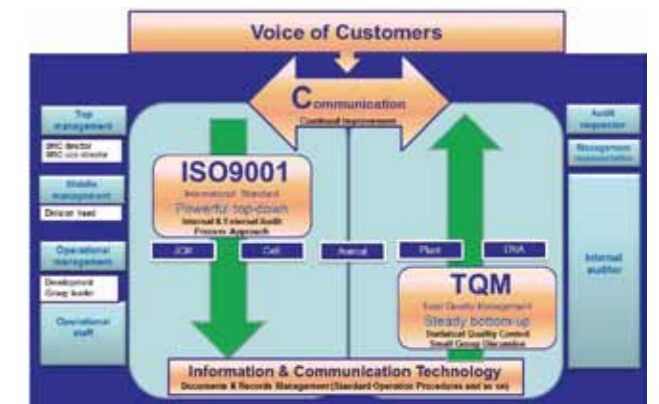 Voice of Customers
Communication
Continual Improvement
Top
management
BRC director
BRC vice director
Middle
management
Division head
Operational
management
Development
Group leader
Operational
staff
ISO9001
International Standard
Powerful top-down
Internal & External Audit
Process Approach
JCM
Cell
Animal
Plant
DNA
TQM
Total Quality Management
Steady bottom-up
Statistical Quality Control
Small Group Discussion
Audit
requestor
Management
representative
Internal
auditor
Information & Communication Technology
Documents & Records Management (Standard Operation Procedures and so on)